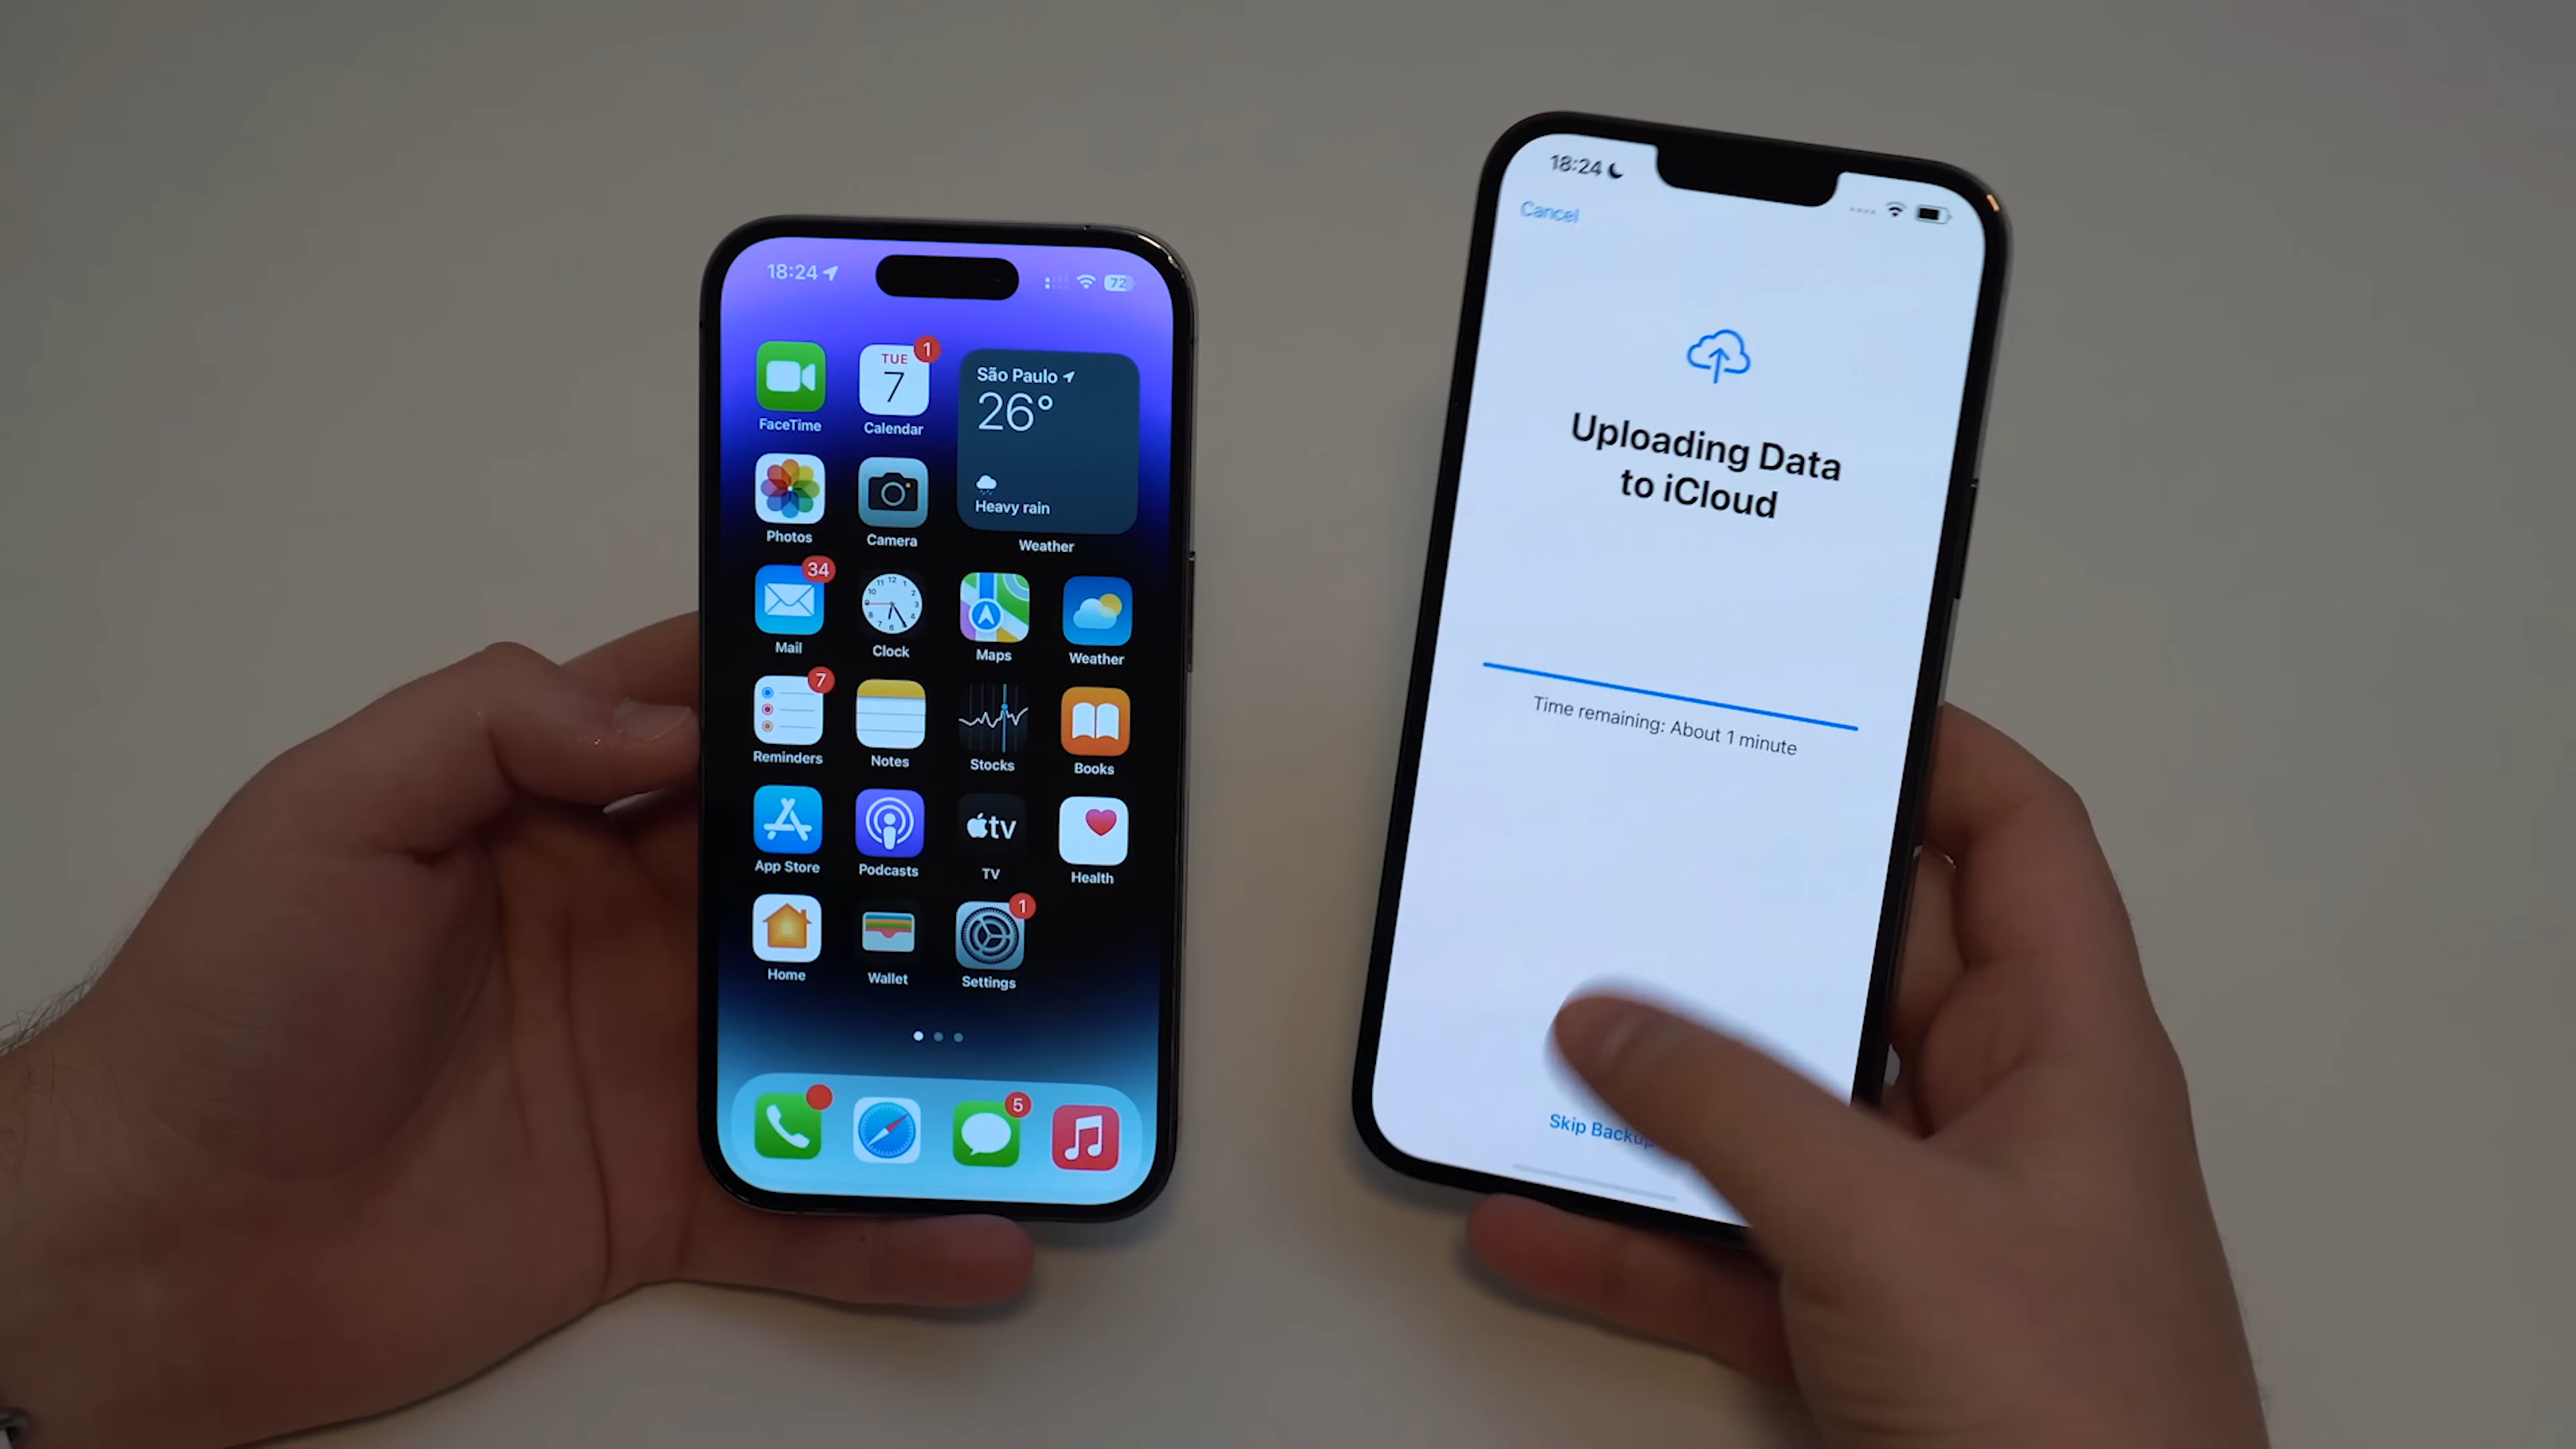 18:24
72
FaceTime
TUE
7
1
Calendar
São Paulo
26°
Heavy rain
Weather
Photos
Camera
34
Mail
Clock
Maps
Weather
7
Reminders
Notes
Stocks
Books
App Store
Podcasts
tv
TV
Health
Home
Wallet
1
Settings
5
18:24
Cancel
Uploading Data
to iCloud
Time remaining: About 1 minute
Skip Backup